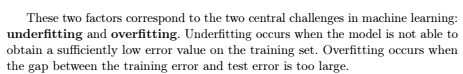 These two factors correspond to the two central challenges in machine learning:
underfitting and overfitting. Underfitting occurs when the model is not able to
obtain a sufficiently low error value on the training set. Overfitting occurs when
the gap between the training error and test error is too large.